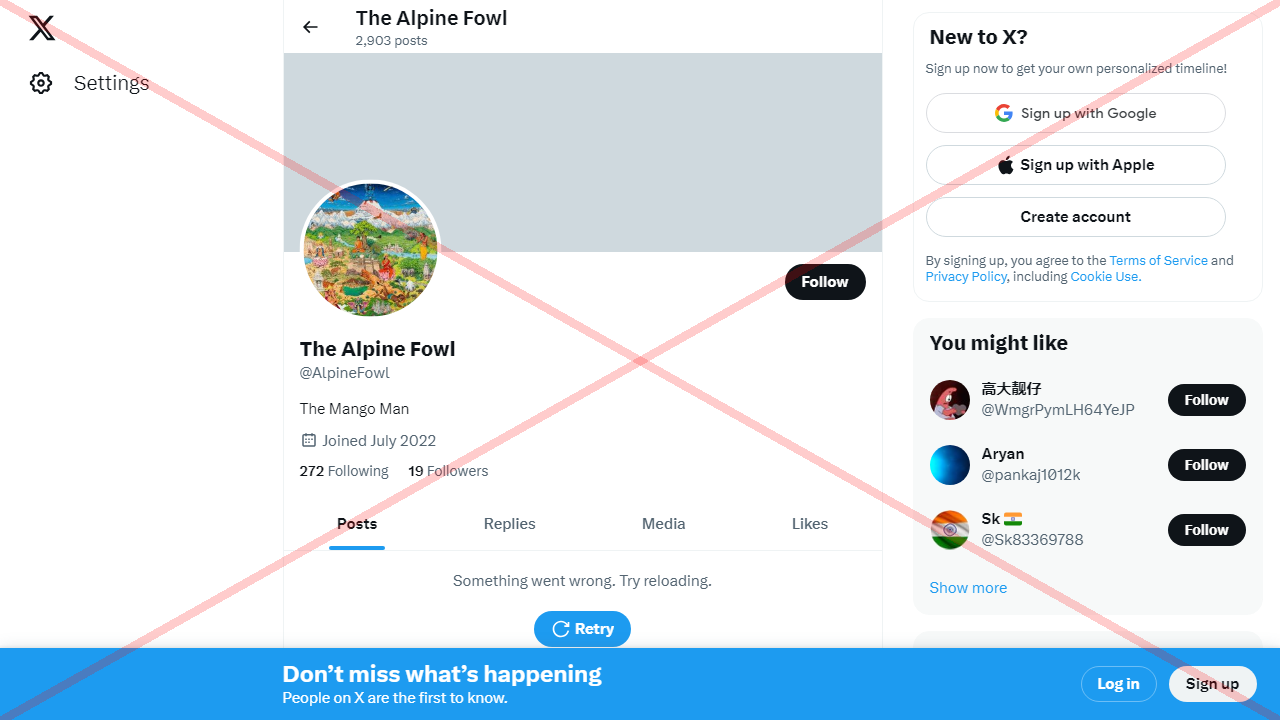 Settings
The Alpine Fowl
2,903 posts
Follow
The Alpine Fowl
@AlpineFowl
The Mango Man
Joined July 2022
272 Following 19 Followers
Posts Replies Media Likes
Something went wrong. Try reloading.
Retry
New to X?
Sign up now to get your own personalized timeline!
Sign up with Google
Sign up with Apple
Create account
By signing up, you agree to the Terms of Service and
Privacy Policy, including Cookie Use.
You might like
高大靓仔
@WmgrPymLH64YeJP
Follow
Aryan
@pankaj1012k
Follow
Sk 🇮🇳
@Sk83369788
Follow
Show more
Don’t miss what’s happening
People on X are the first to know.
Log in
Sign up